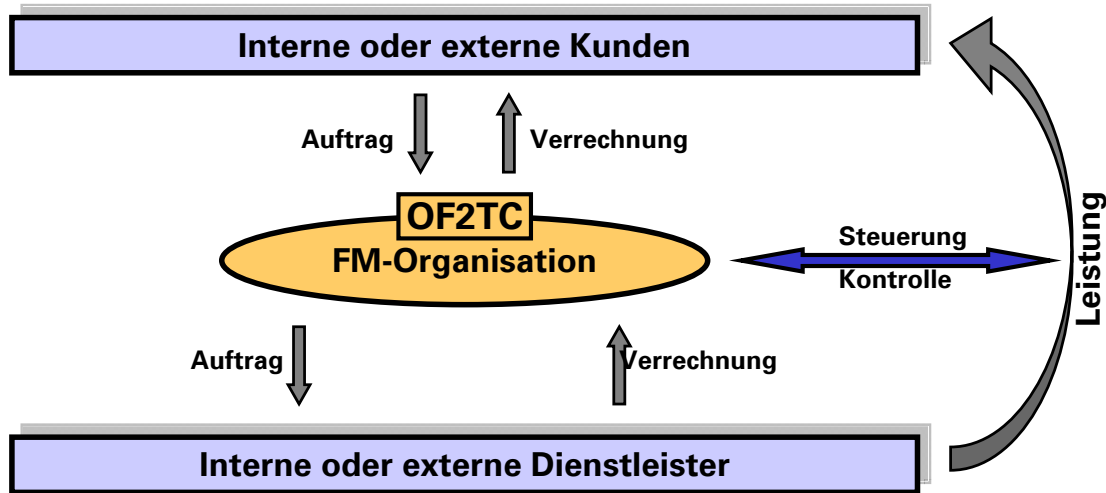 Interne oder externe Kunden
Auftrag
Verrechnung
OF2TC
FM-Organisation
Steuerung
Kontrolle
Leistung
Auftrag
Verrechnung
Interne oder externe Dienstleister